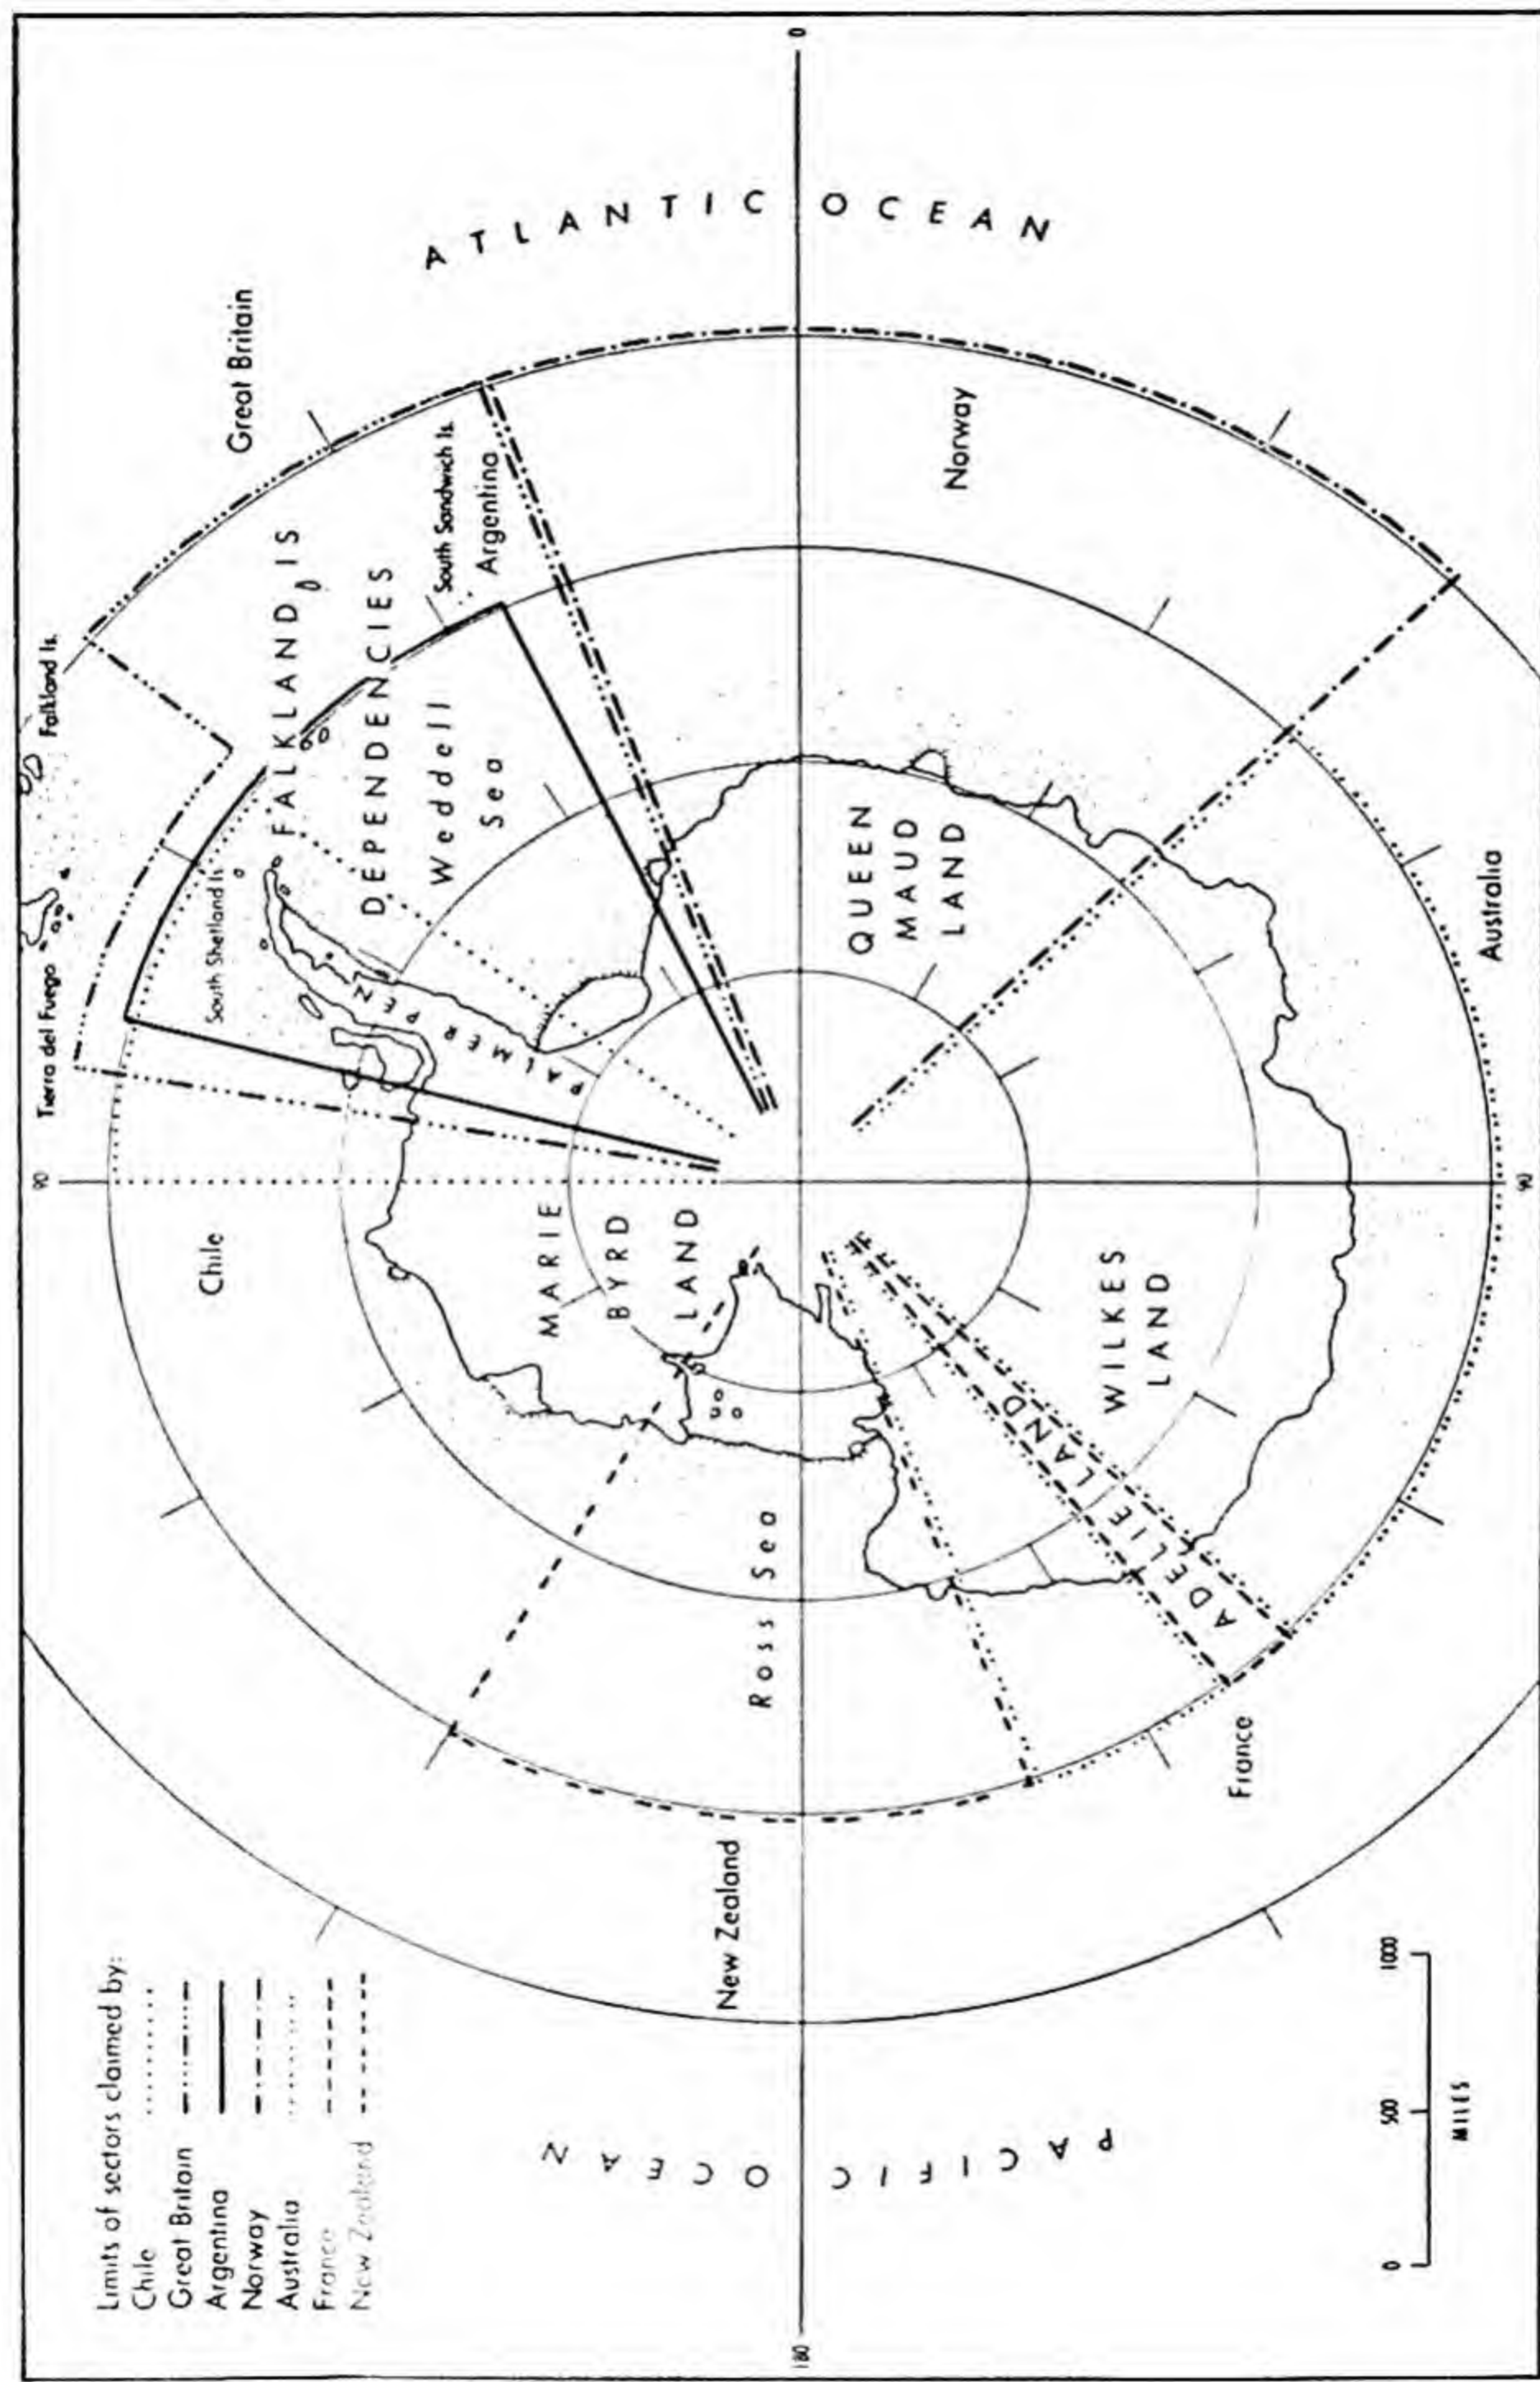 Limits of sectors claimed by:
Chile
Great Britain
Argentina
Norway
Australia
France
New Zealand
90
Tierra del Fuego
Falkland Is.
Chile
South Shetland Is
Great Britain
FALKLAND IS
DEPENDENCIES
South Sandwich Is.
Argentina
Weddell
Sea
PALMER PEN
MARIE
BYRD
LAND
ATLANTIC OCEAN
180
0
Ross Sea
New Zealand
QUEEN
MAUD
LAND
Norway
PACIFIC OCEAN
ADELIE LAND
WILKES
LAND
France
Australia
0 500 1000
MILES
90